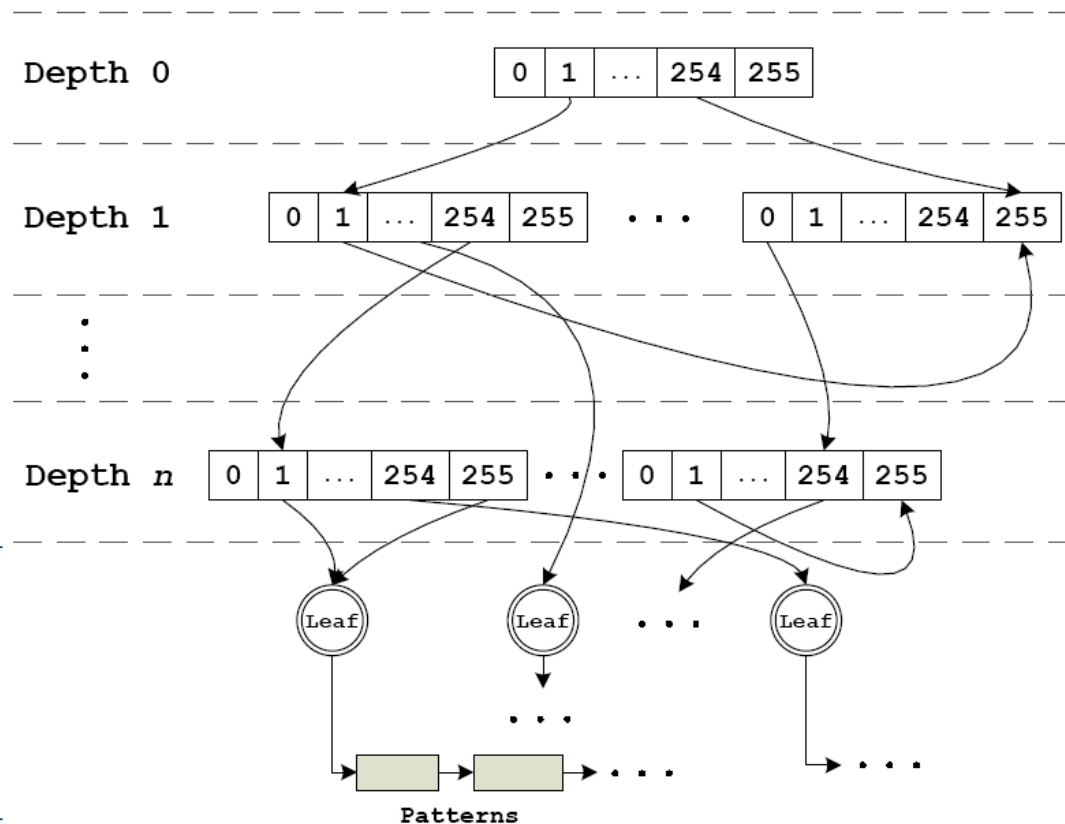 Depth 0
0 1 ... 254 255
Depth 1
0 1 ... 254 255 ... 0 1 ... 254 255
Depth n
0 1 ... 254 255 ... 0 1 ... 254 255
Leaf Leaf ... Leaf
...
... ...
Patterns